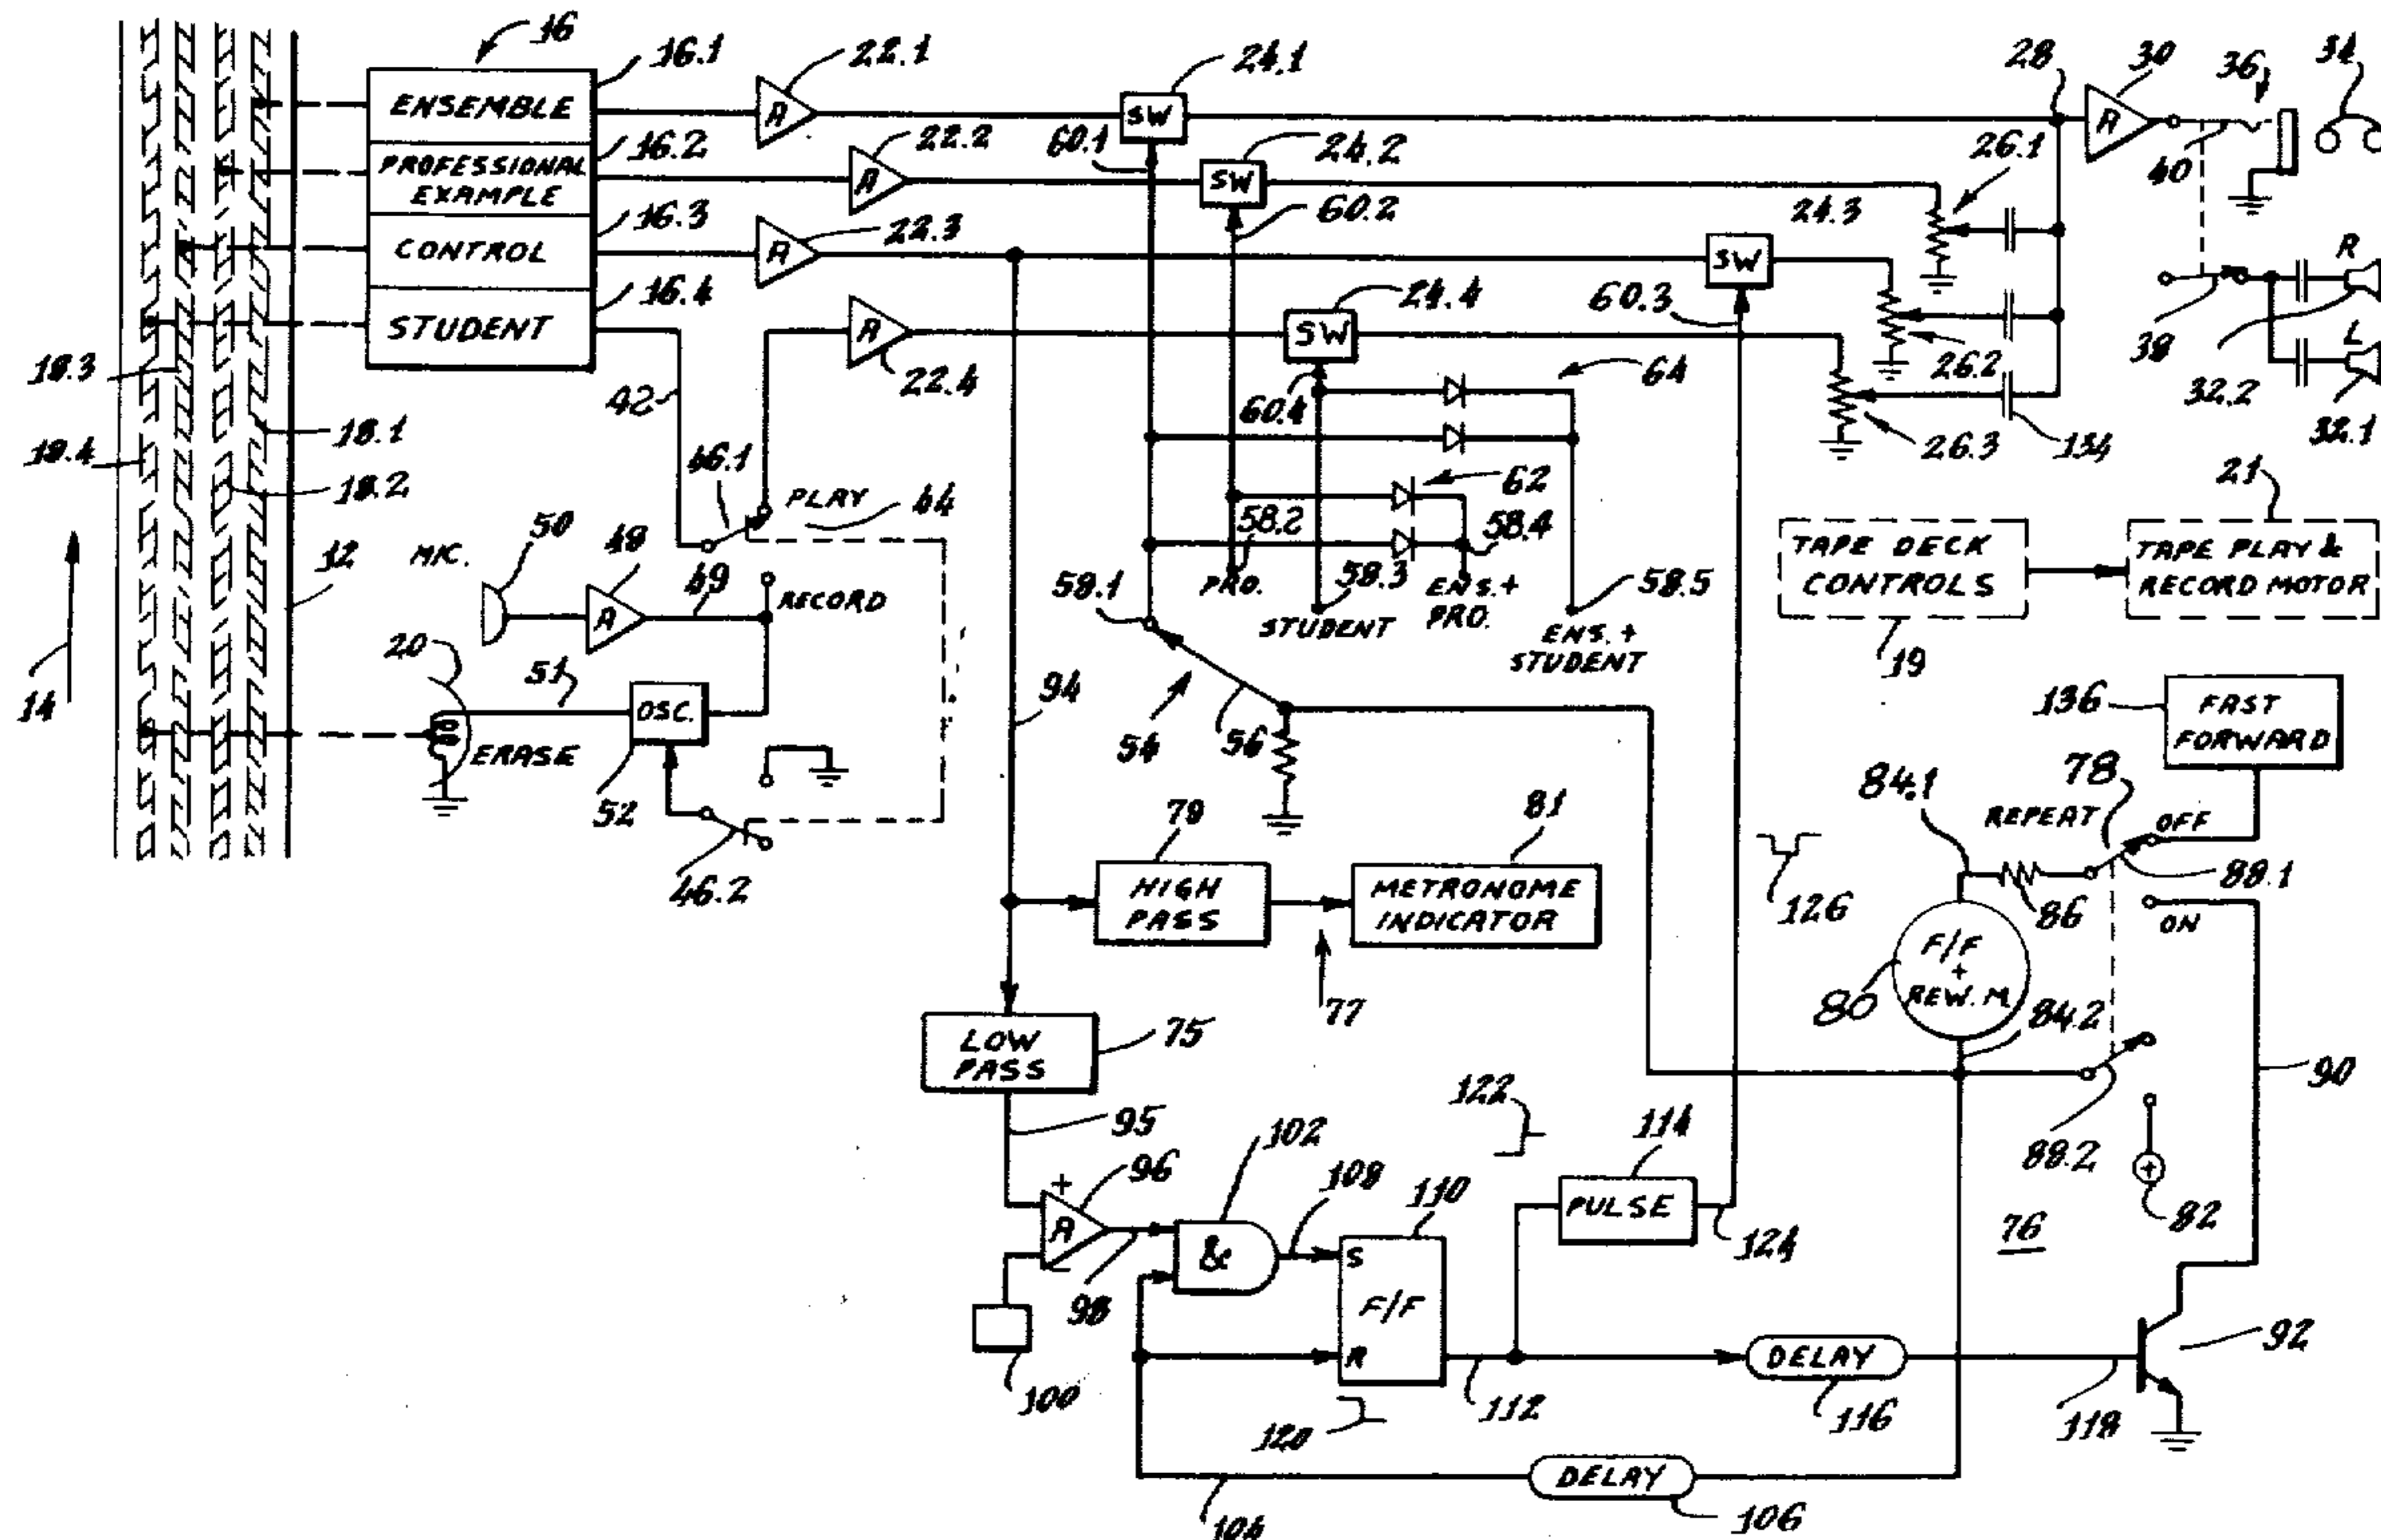 16
16.1
22.1
24.1
28
30
36
34
ENSEMBLE
A
SW
A
16.2
22.2
60.1
24.2
26.1
40
PROFESSIONAL
EXAMPLE
A
SW
16.3
22.3
60.2
24.3
CONTROL
A
SW
R
16.4
24.4
60.3
STUDENT
A
SW
38
L
18.3
42
22.4
64
26.2
32.2
60.4
18.4
18.1
46.1
26.3
134
32.1
18.2
PLAY
44
62
21
50
48
58.2
58.4
TAPE DECK
CONTROLS
TAPE PLAY &
RECORD MOTOR
12
MIC.
49
A
RECORD
58.1
PRO.
58.3
ENS.+
PRO.
58.5
STUDENT
ENS. +
STUDENT
19
20
51
14
OSC.
94
54
56
136
FAST
FORWARD
ERASE
52
84.1
78
REPEAT
OFF
79
81
46.2
HIGH
PASS
METRONOME
INDICATOR
126
86
88.1
ON
F/F
+
REW. M.
77
80
84.2
LOW
PASS
75
90
122
95
102
114
88.2
+
96
108
110
A
&
S
PULSE
+
82
-
98
F/F
124
76
R
DELAY
92
100
120
112
116
118
DELAY
104
106